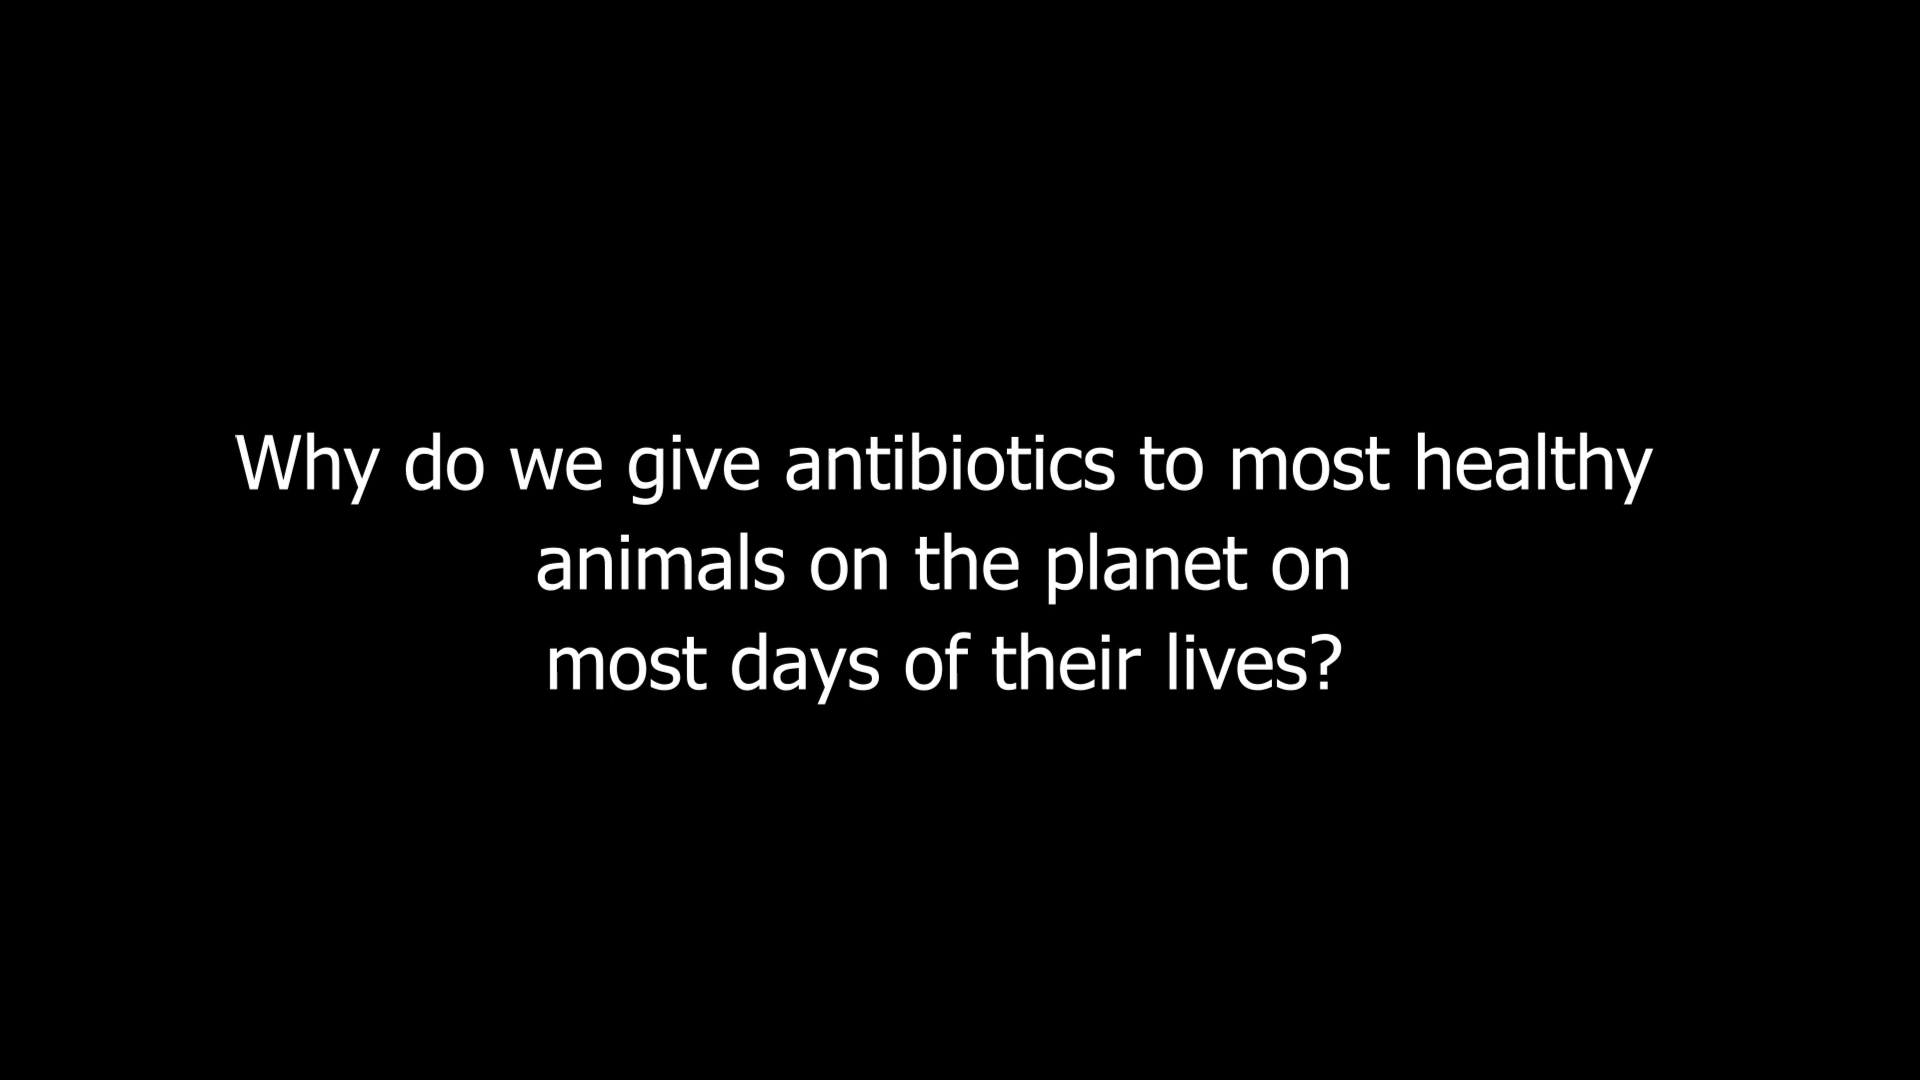 Why do we give antibiotics to most healthy
animals on the planet on
most days of their lives?